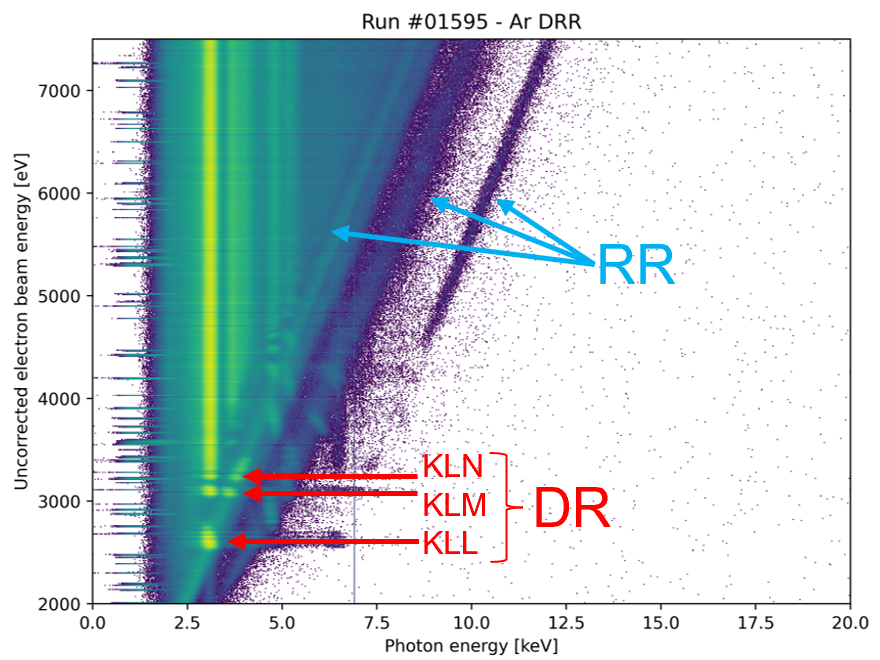 Run #01595 - Ar DRR
Uncorrected electron beam energy [eV]
7000
6000
5000
4000
3000
2000
RR
KLN
KLM
KLL
DR
0.0 2.5 5.0 7.5 10.0 12.5 15.0 17.5 20.0
Photon energy [keV]